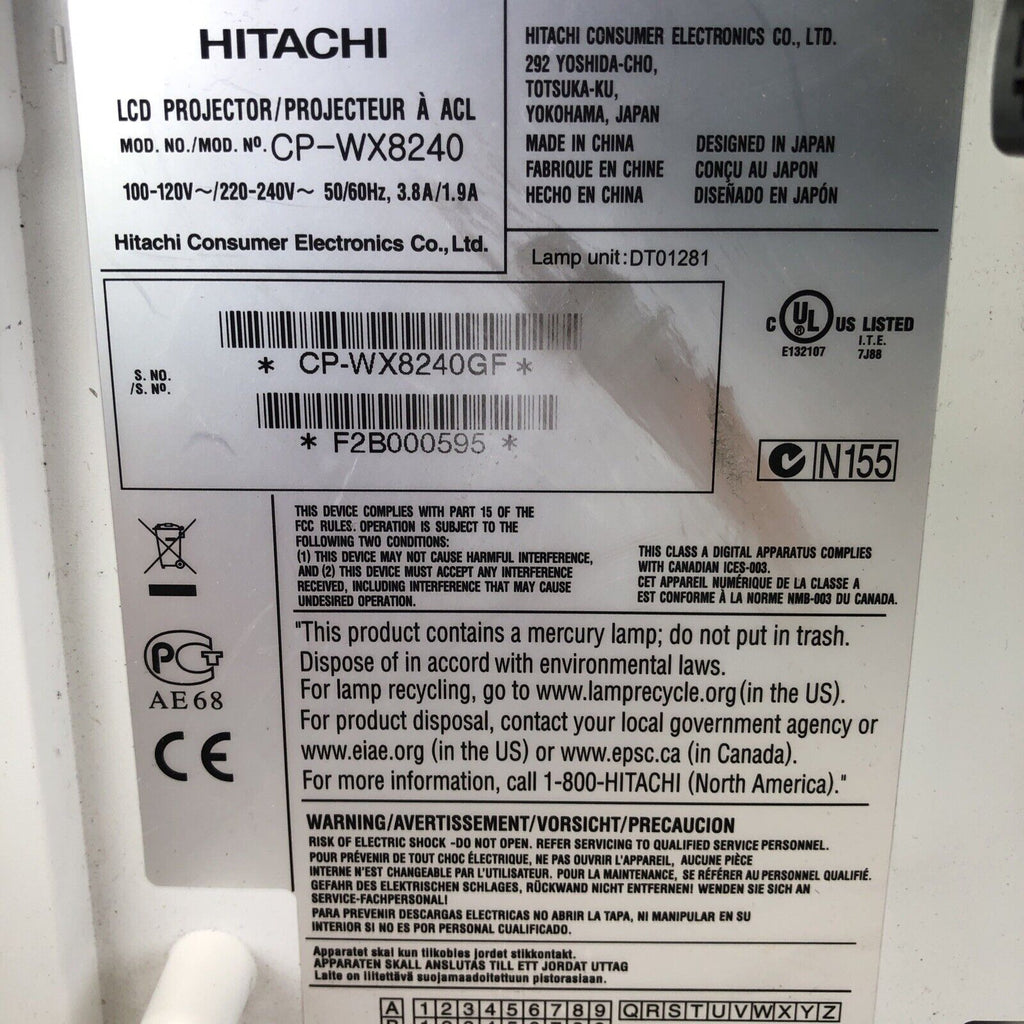 HITACHI
LCD PROJECTOR/PROJECTEUR À ACL
MOD. NO./MOD. Nº. CP-WX8240
100-120V～/220-240V～ 50/60Hz, 3.8A/1.9A
Hitachi Consumer Electronics Co., Ltd.
HITACHI CONSUMER ELECTRONICS CO., LTD.
292 YOSHIDA-CHO,
TOTSUKA-KU,
YOKOHAMA, JAPAN
MADE IN CHINA DESIGNED IN JAPAN
FABRIQUE EN CHINE CONÇU AU JAPON
HECHO EN CHINA DISEÑADO EN JAPÓN
Lamp unit:DT01281
* CP-WX8240GF *
S. NO.
/S. Nº.
* F2B000595 *
C UL US LISTED
I.T.E.
E132107 7J88
N155
THIS DEVICE COMPLIES WITH PART 15 OF THE
FCC RULES. OPERATION IS SUBJECT TO THE
FOLLOWING TWO CONDITIONS:
(1) THIS DEVICE MAY NOT CAUSE HARMFUL INTERFERENCE,
AND (2) THIS DEVICE MUST ACCEPT ANY INTERFERENCE
RECEIVED, INCLUDING INTERFERENCE THAT MAY CAUSE
UNDESIRED OPERATION.
THIS CLASS A DIGITAL APPARATUS COMPLIES
WITH CANADIAN ICES-003.
CET APPAREIL NUMÉRIQUE DE LA CLASSE A
EST CONFORME À LA NORME NMB-003 DU CANADA.
PCT
AE68
CE
"This product contains a mercury lamp; do not put in trash.
Dispose of in accord with environmental laws.
For lamp recycling, go to www.lamprecycle.org (in the US).
For product disposal, contact your local government agency or
www.eiae.org (in the US) or www.epsc.ca (in Canada).
For more information, call 1-800-HITACHI (North America)."
WARNING/AVERTISSEMENT/VORSICHT/PRECAUCION
RISK OF ELECTRIC SHOCK -DO NOT OPEN. REFER SERVICING TO QUALIFIED SERVICE PERSONNEL.
POUR PRÉVENIR DE TOUT CHOC ÉLECTRIQUE, NE PAS OUVRIR L'APPAREIL, AUCUNE PIÈCE
INTERNE N'EST CHANGEABLE PAR L'UTILISATEUR. POUR LA MAINTENANCE, SE RÉFÉRER AU PERSONNEL QUALIFIÉ.
GEFAHR DES ELEKTRISCHEN SCHLAGES, RÜCKWAND NICHT ENTFERNEN! WENDEN SIE SICH AN
SERVICE-FACHPERSONAL!
PARA PREVENIR DESCARGAS ELECTRICAS NO ABRIR LA TAPA, NI MANIPULAR EN SU
INTERIOR SI NO ES POR PERSONAL CUALIFICADO.
Apparatet skal kun tilkobles jordet stikkontakt.
APPARATEN SKALL ANSLUTAS TILL ETT JORDAT UTTAG
Laite on liitettävä suojamaadoitettuun pistorasiaan.
A 1 2 3 4 5 6 7 8 9 Q R S T U V W X Y Z